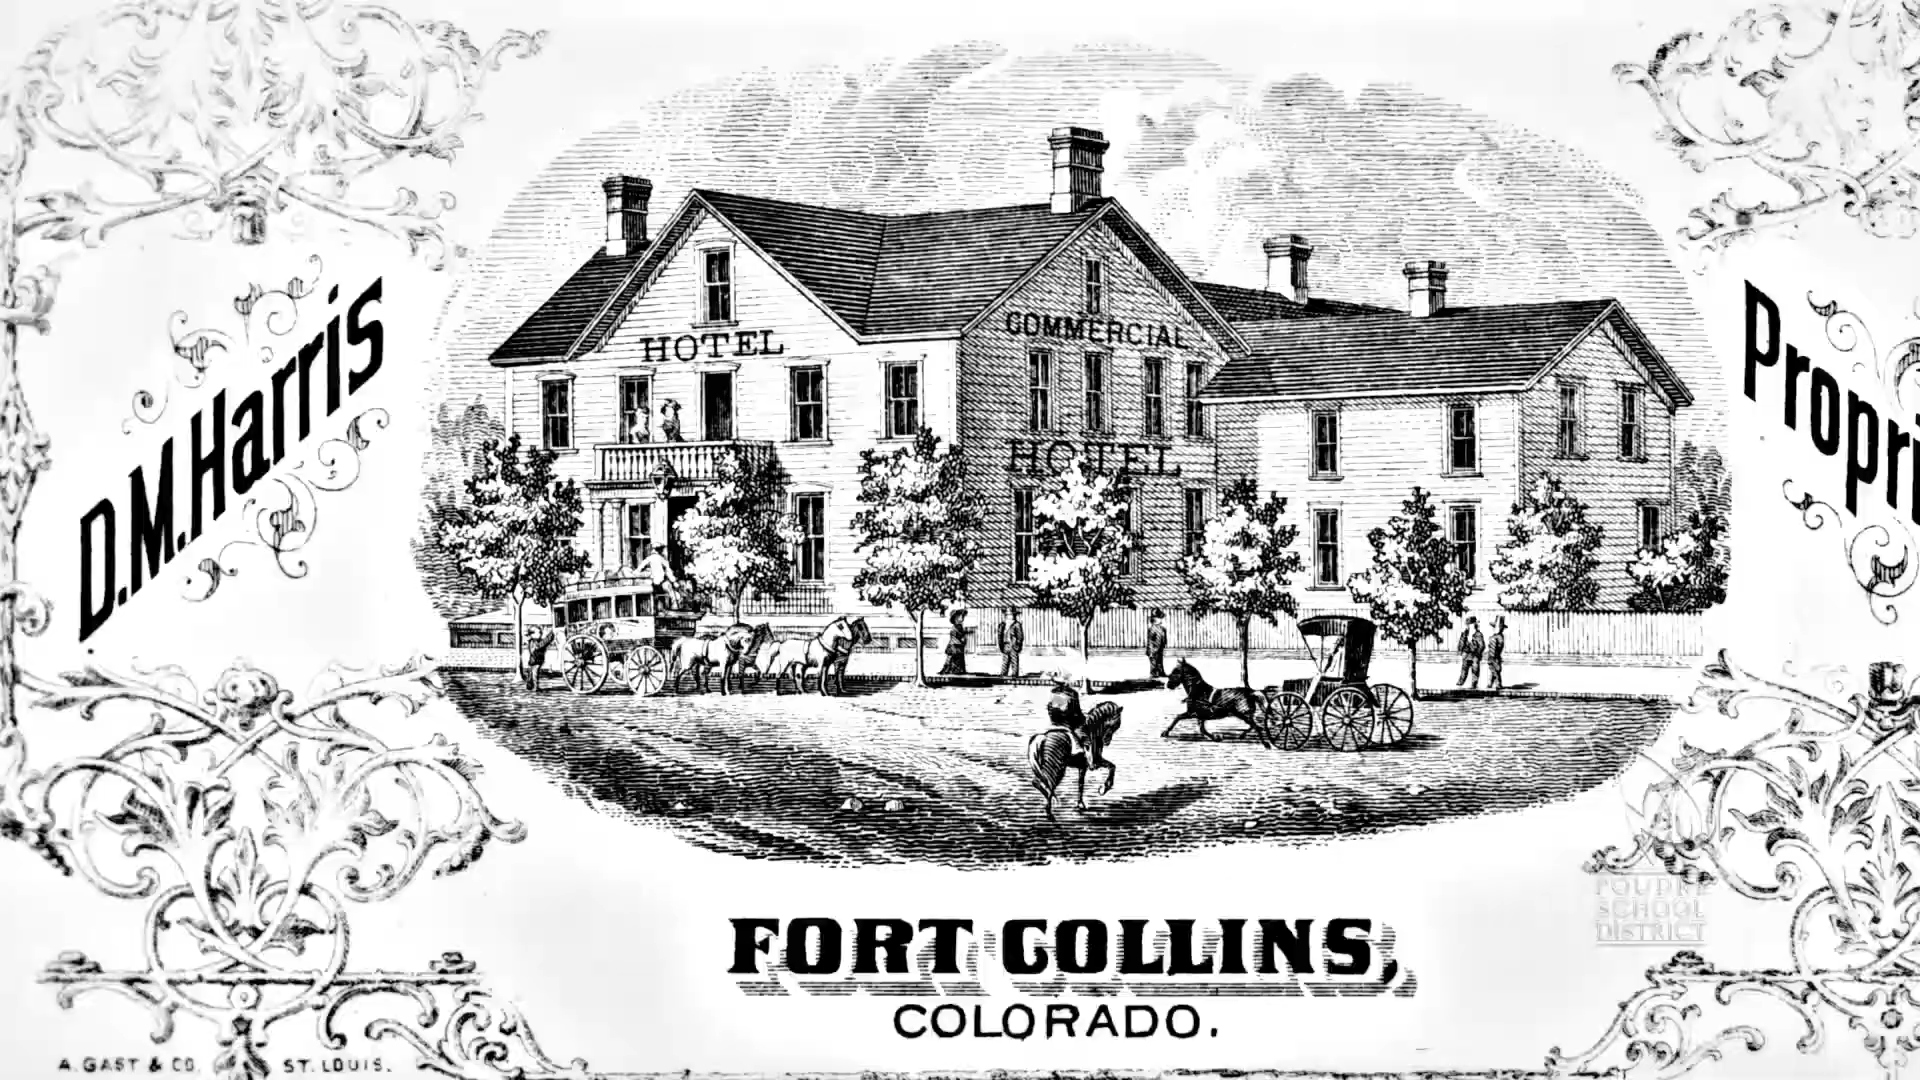 D.M. Harris
HOTEL
COMMERCIAL
HOTEL
Propri
FORT COLLINS,
COLORADO.
A. GAST & CO. ST. LOUIS.
POUDRE
SCHOOL
DISTRICT